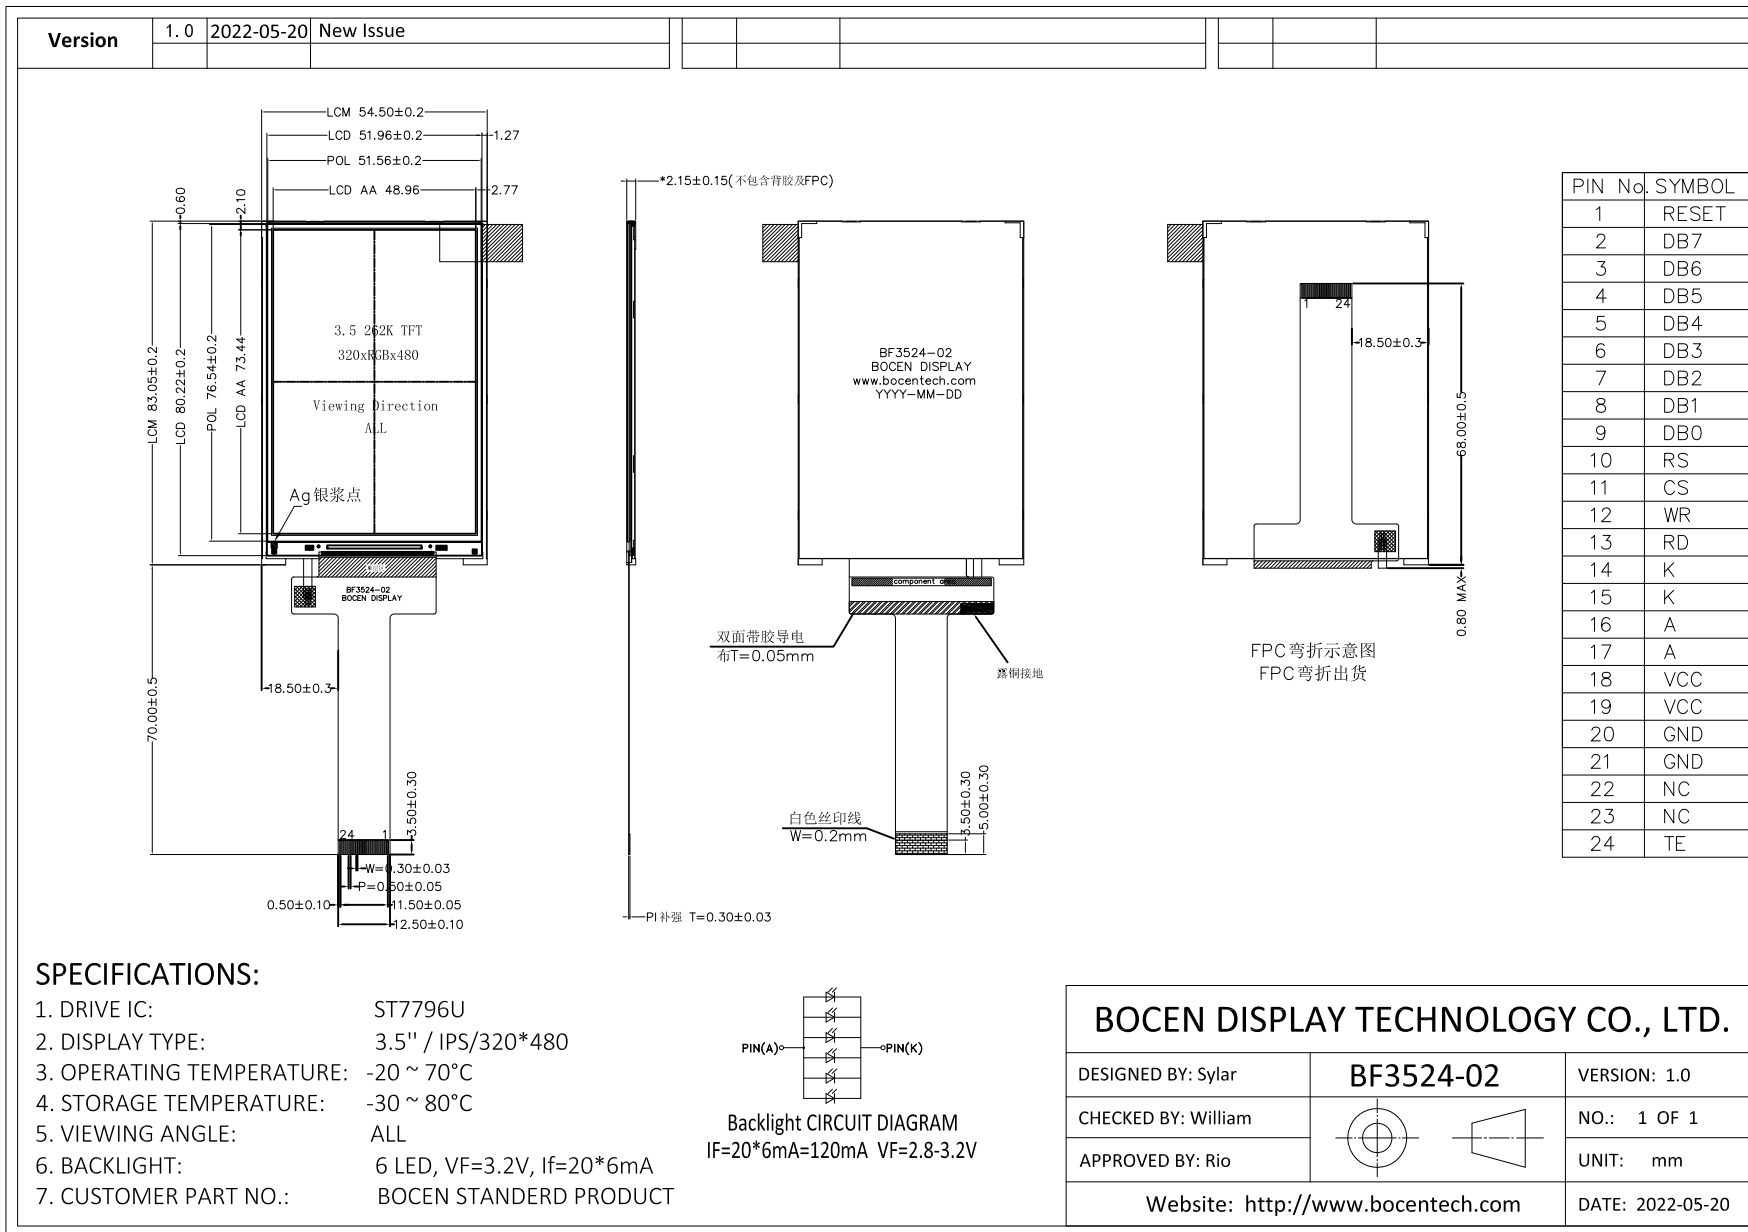 Version 1.0 2022-05-20 New Issue
LCM 54.50±0.2
LCD 51.96±0.2 1.27
POL 51.56±0.2
LCD AA 48.96 2.77
0.60
2.10
LCM 83.05±0.2
LCD 80.22±0.2
POL 76.54±0.2
LCD AA 73.44
3.5 262K TFT
320xRGBx480
Viewing Direction
ALL
Ag银浆点
BF3524-02
BOCEN DISPLAY
18.50±0.3
70.00±0.5
3.50±0.30
24 1
W=0.30±0.03
P=0.50±0.05
0.50±0.10 11.50±0.05
12.50±0.10
*2.15±0.15(不包含背胶及FPC)
PI补强 T=0.30±0.03
BF3524-02
BOCEN DISPLAY
www.bocentech.com
YYYY-MM-DD
component area
双面带胶导电
布T=0.05mm
露铜接地
白色丝印线
W=0.2mm
3.50±0.30
5.00±0.30
1 24
18.50±0.3
68.00±0.5
0.80 MAX
FPC弯折示意图
FPC弯折出货
PIN No. SYMBOL
1 RESET
2 DB7
3 DB6
4 DB5
5 DB4
6 DB3
7 DB2
8 DB1
9 DB0
10 RS
11 CS
12 WR
13 RD
14 K
15 K
16 A
17 A
18 VCC
19 VCC
20 GND
21 GND
22 NC
23 NC
24 TE
SPECIFICATIONS:
1. DRIVE IC: ST7796U
2. DISPLAY TYPE: 3.5'' / IPS/320*480
3. OPERATING TEMPERATURE: -20 ~ 70°C
4. STORAGE TEMPERATURE: -30 ~ 80°C
5. VIEWING ANGLE: ALL
6. BACKLIGHT: 6 LED, VF=3.2V, If=20*6mA
7. CUSTOMER PART NO.: BOCEN STANDERD PRODUCT
PIN(A) PIN(K)
Backlight CIRCUIT DIAGRAM
IF=20*6mA=120mA VF=2.8-3.2V
BOCEN DISPLAY TECHNOLOGY CO., LTD.
DESIGNED BY: Sylar BF3524-02 VERSION: 1.0
CHECKED BY: William NO.: 1 OF 1
APPROVED BY: Rio UNIT: mm
Website: http://www.bocentech.com DATE: 2022-05-20